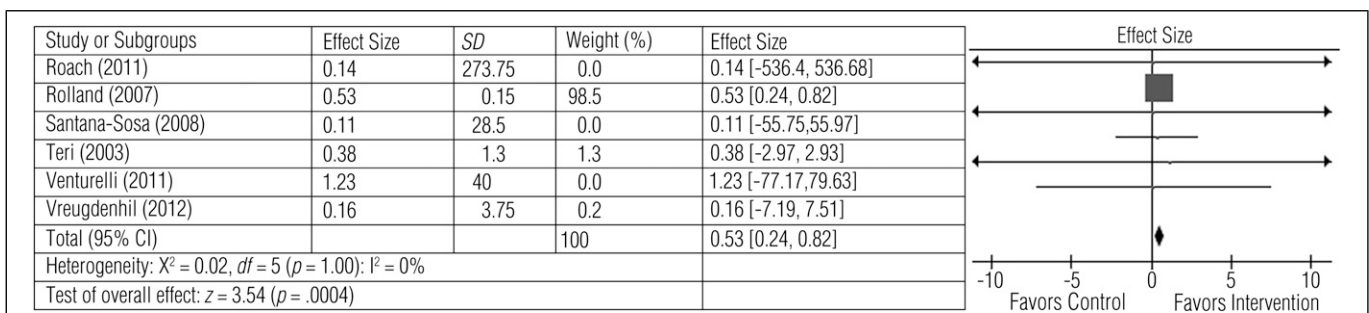 Study or Subgroups Effect Size SD Weight (%) Effect Size Effect Size
Roach (2011) 0.14 273.75 0.0 0.14 [-536.4, 536.68]
Rolland (2007) 0.53 0.15 98.5 0.53 [0.24, 0.82]
Santana-Sosa (2008) 0.11 28.5 0.0 0.11 [-55.75,55.97]
Teri (2003) 0.38 1.3 1.3 0.38 [-2.97, 2.93]
Venturelli (2011) 1.23 40 0.0 1.23 [-77.17,79.63]
Vreugdenhil (2012) 0.16 3.75 0.2 0.16 [-7.19, 7.51]
Total (95% CI) 100 0.53 [0.24, 0.82]
Heterogeneity: X² = 0.02, df = 5 (p = 1.00): I² = 0%
Test of overall effect: z = 3.54 (p = .0004)
-10 -5 0 5 10
Favors Control Favors Intervention